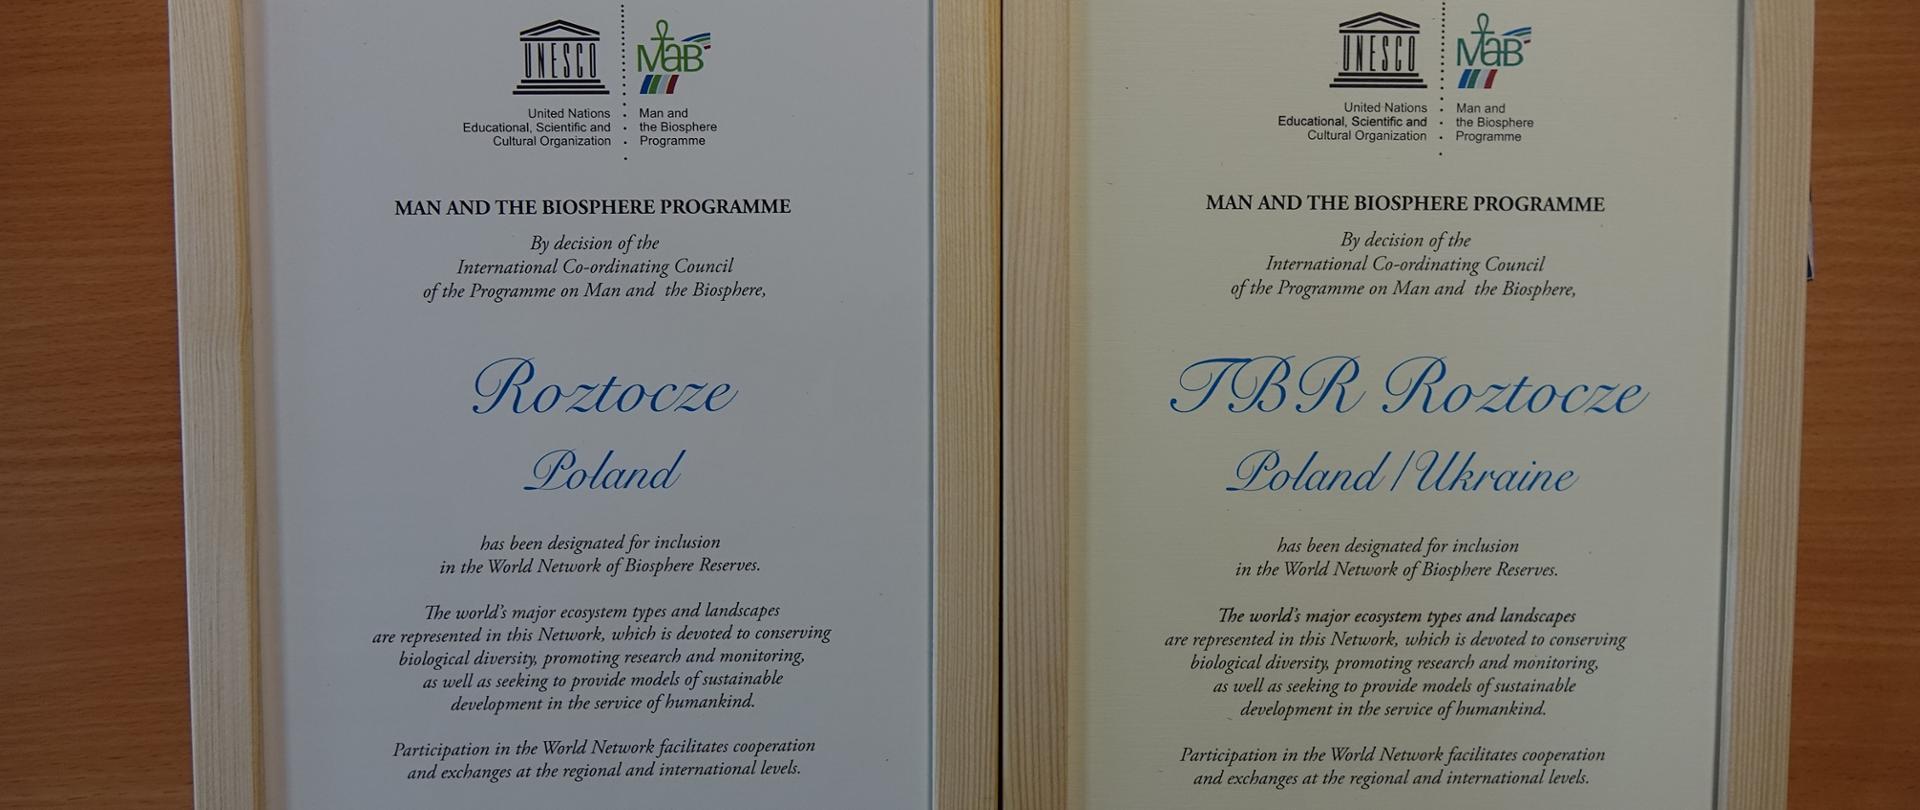 UNESCO
MaB
United Nations
Educational, Scientific and
Cultural Organization
Man and
the Biosphere
Programme
MAN AND THE BIOSPHERE PROGRAMME
By decision of the
International Co-ordinating Council
of the Programme on Man and the Biosphere,
Roztocze
Poland
has been designated for inclusion
in the World Network of Biosphere Reserves.
The world's major ecosystem types and landscapes
are represented in this Network, which is devoted to conserving
biological diversity, promoting research and monitoring,
as well as seeking to provide models of sustainable
development in the service of humankind.
Participation in the World Network facilitates cooperation
and exchanges at the regional and international levels.
UNESCO
MaB
United Nations
Educational, Scientific and
Cultural Organization
Man and
the Biosphere
Programme
MAN AND THE BIOSPHERE PROGRAMME
By decision of the
International Co-ordinating Council
of the Programme on Man and the Biosphere,
TBR Roztocze
Poland / Ukraine
has been designated for inclusion
in the World Network of Biosphere Reserves.
The world's major ecosystem types and landscapes
are represented in this Network, which is devoted to conserving
biological diversity, promoting research and monitoring,
as well as seeking to provide models of sustainable
development in the service of humankind.
Participation in the World Network facilitates cooperation
and exchanges at the regional and international levels.